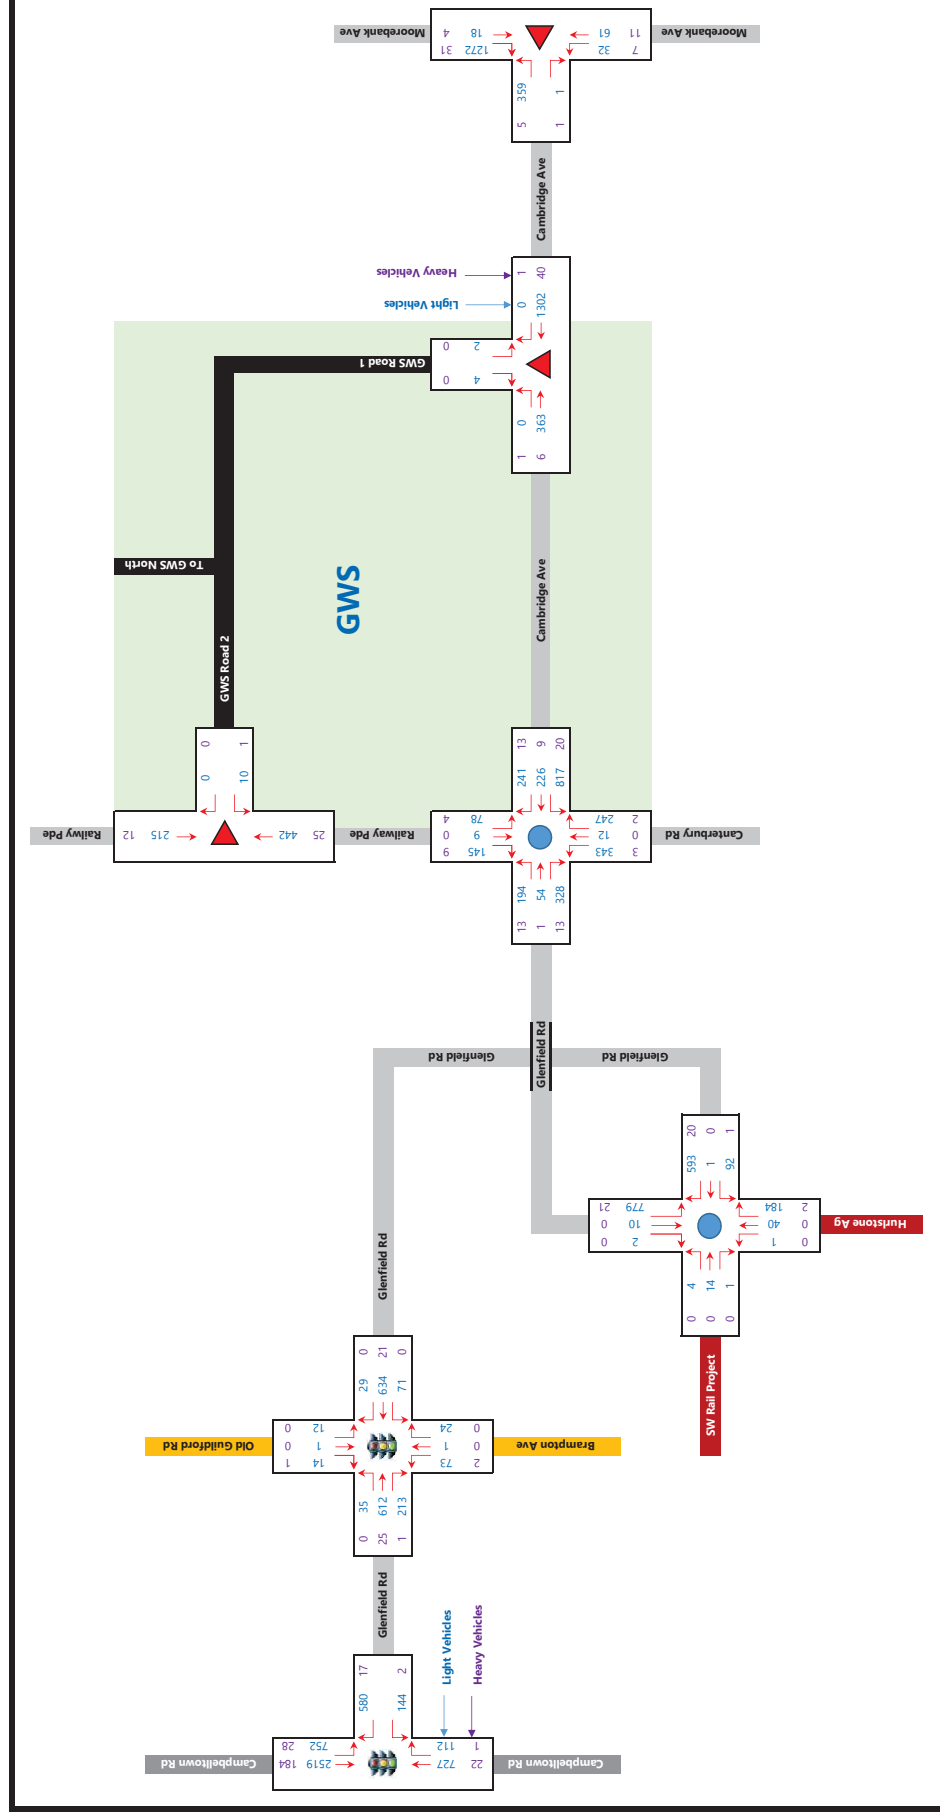 Moorebank Ave
4 18
31 1272
61 11
32 7
Moorebank Ave
359 1
5 1
Cambridge Ave
Heavy Vehicles
Light Vehicles
1 40
0 1302
GWS Road 1
0 2
0 4
0 363
1 6
To GWS North
GWS
Cambridge Ave
GWS Road 2
0 1
0 10
Railwy Pde
12 215
442 25
Railway Pde
13 9 20
241 226 817
4 78
0 9
9 145
247 2
12 0
343 3
Canterbury Rd
194 54 328
13 1 13
Glenfield Rd
Glenfield Rd
Glenfield Rd
20 0 1
593 1 92
21 779
0 10
0 2
184 2
40 0
1 0
Hurlstone Ag
4 14 1
0 0 0
SW Rail Project
Glenfield Rd
0 21 0
29 634 71
Old Guildford Rd
0 12
0 1
1 14
24 0
1 0
73 2
Brampton Ave
35 612 213
0 25 1
Glenfield Rd
Light Vehicles
Heavy Vehicles
17 2
580 144
Campbelltown Rd
28 752
184 2519
112 1
727 22
Campbelltown Rd